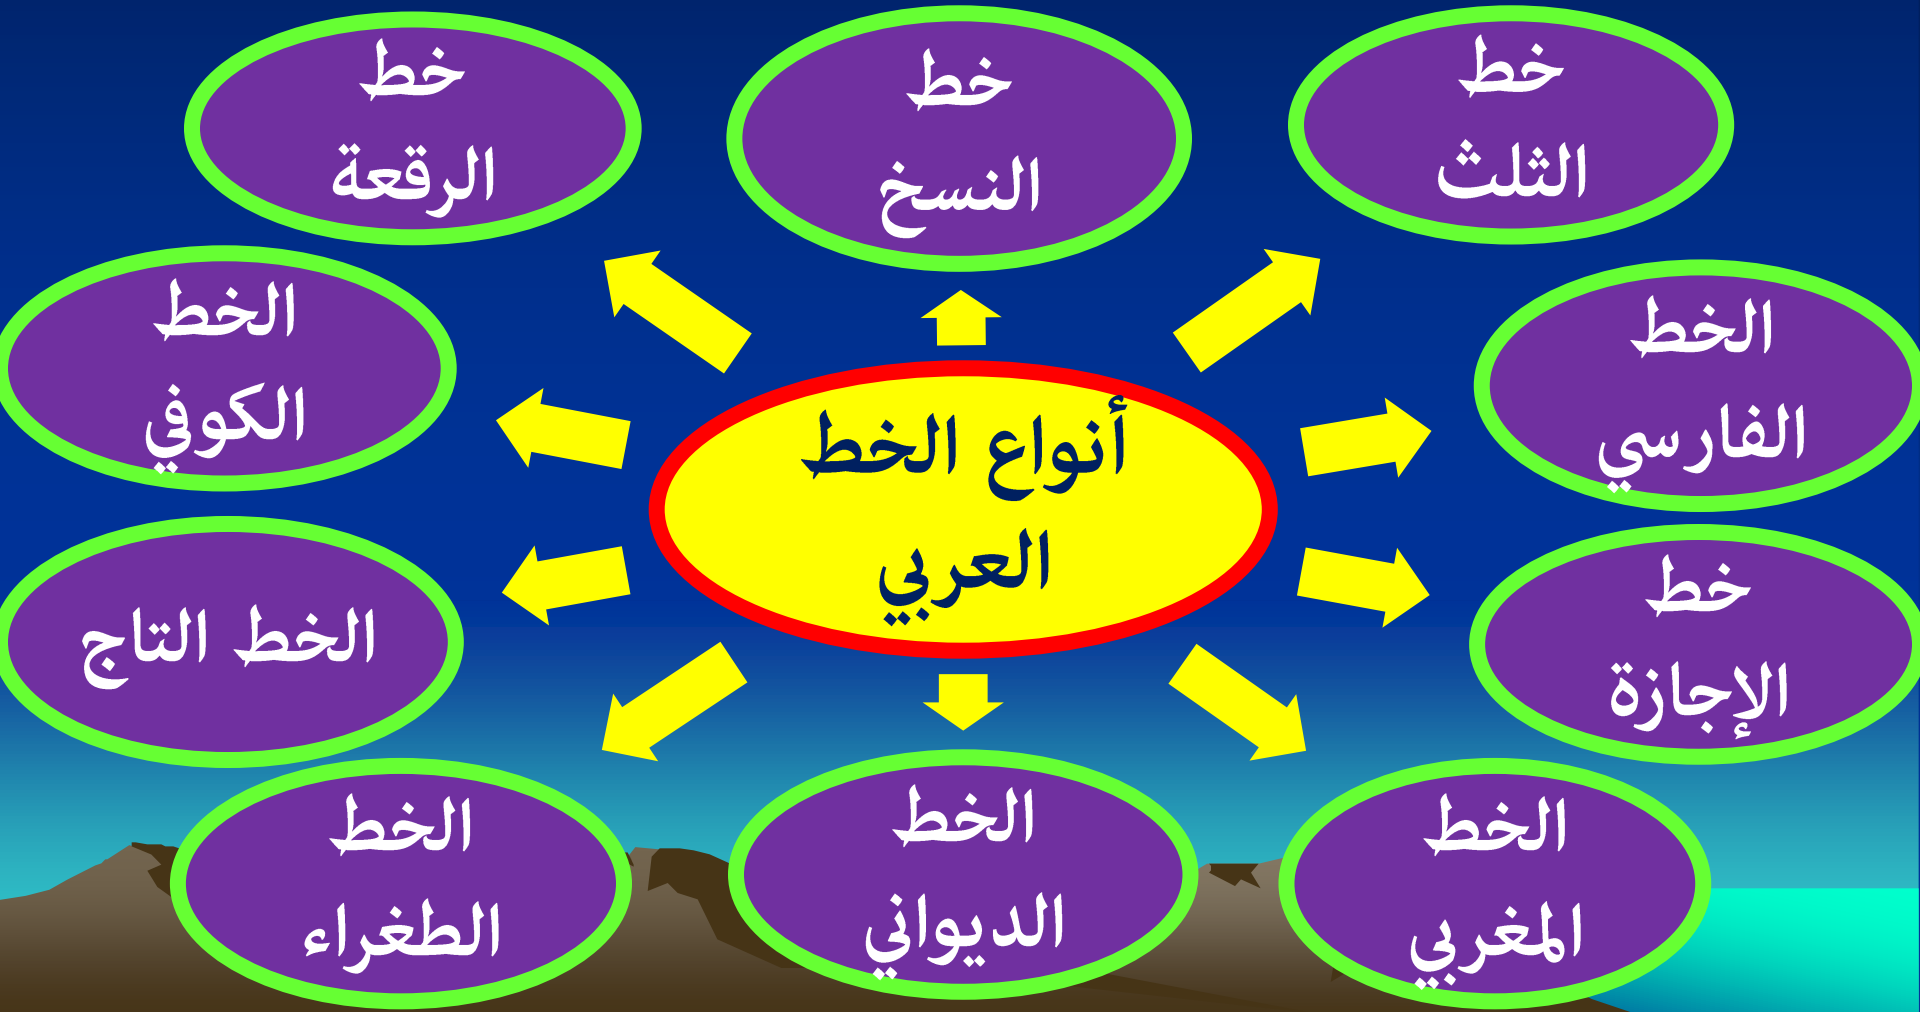 خط
الثلث
خط
النسخ
خط
الرقعة
الخط
الفارسي
الخط
الكوفي
أنواع الخط
العربي
خط
الإجازة
الخط التاج
الخط
المغربي
الخط
الديواني
الخط
الطغراء